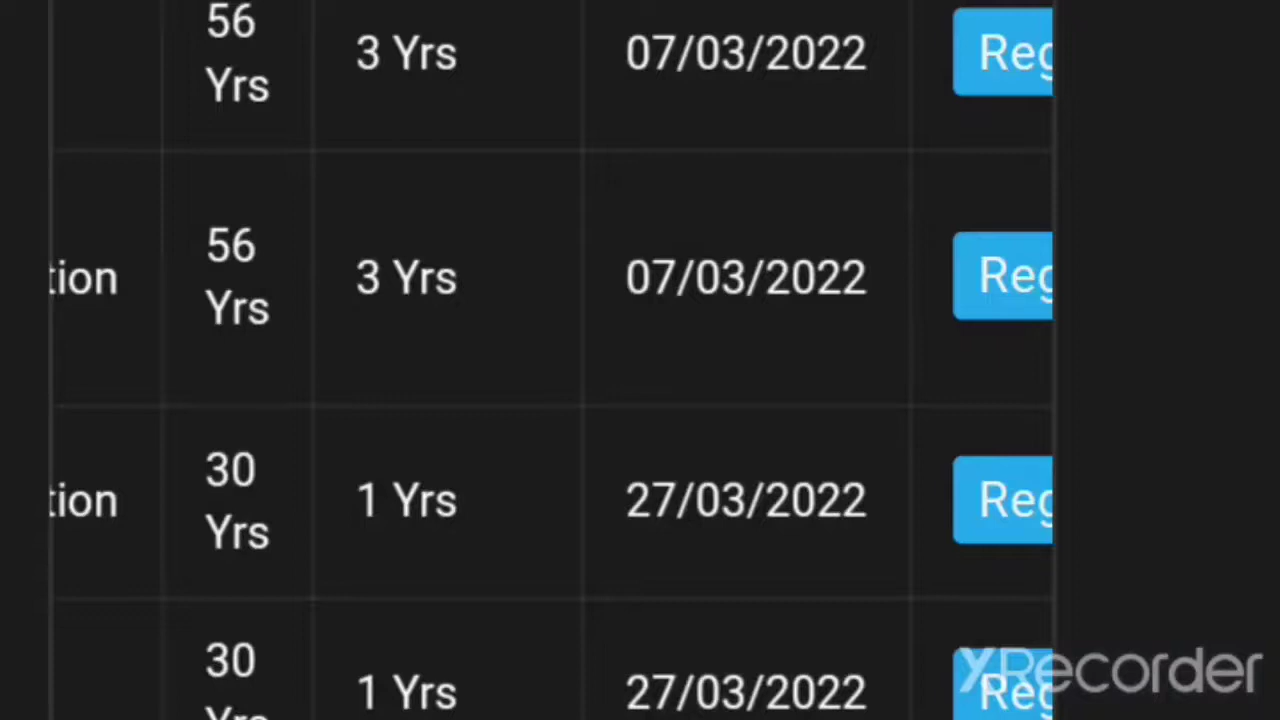 56
Yrs
3 Yrs
07/03/2022
Reg
tion
56
Yrs
3 Yrs
07/03/2022
Reg
tion
30
Yrs
1 Yrs
27/03/2022
Reg
30
Yrs
1 Yrs
27/03/2022
Reg
XRecorder